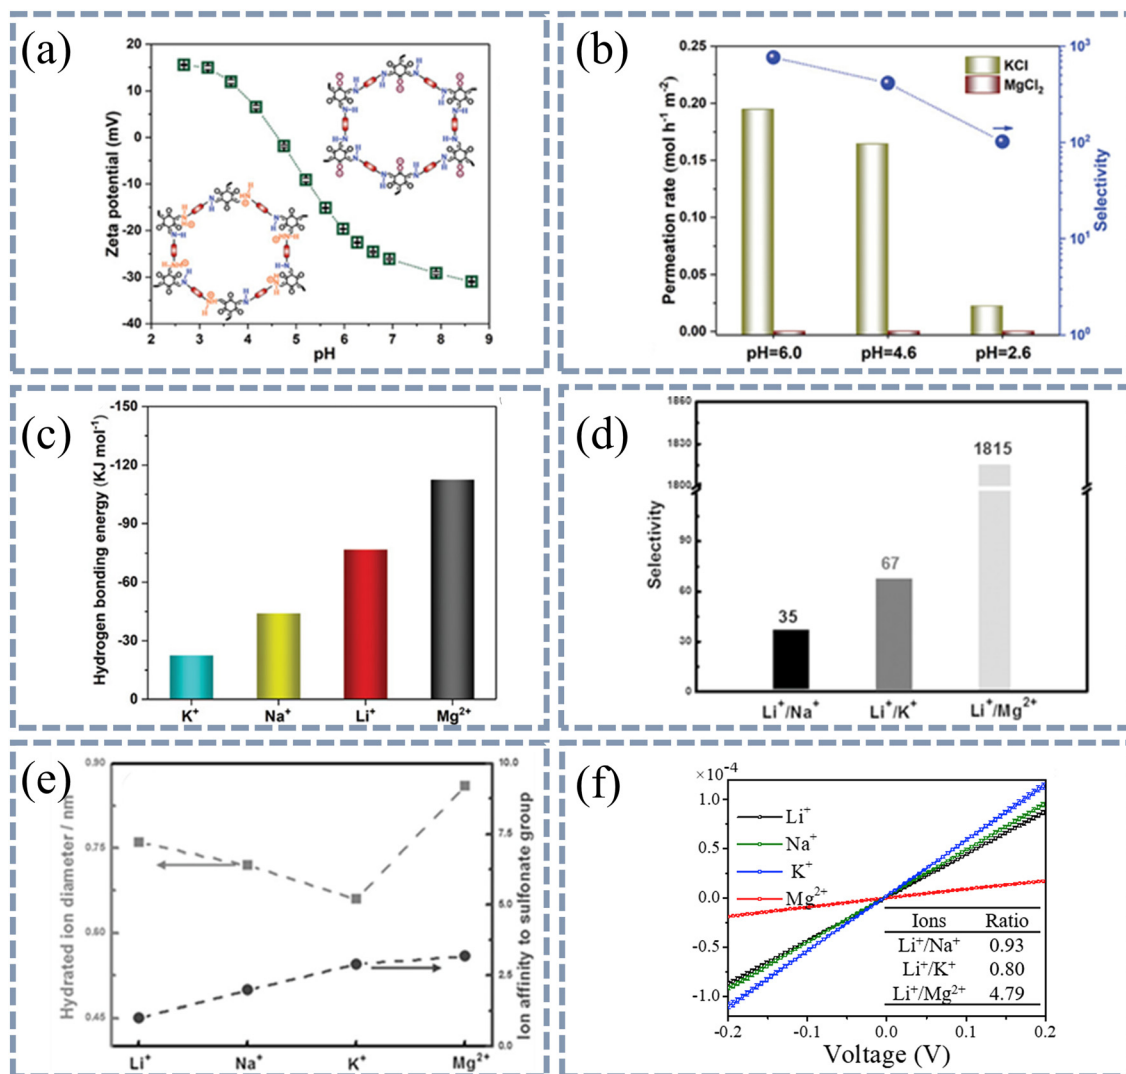 (a)
20
10
0
-10
-20
-30
-40
Zeta potential (mV)
2 3 4 5 6 7 8 9
pH
(b)
0.25
0.20
0.15
0.10
0.05
0.00
Permeation rate (mol h⁻¹ m⁻²)
KCl
MgCl₂
10³
10²
10¹
10⁰
Selectivity
pH=6.0 pH=4.6 pH=2.6
(c)
-150
-120
-90
-60
-30
0
Hydrogen bonding energy (KJ mol⁻¹)
K⁺ Na⁺ Li⁺ Mg²⁺
(d)
1860
1830
1800
90
60
30
0
Selectivity
35
67
1815
Li⁺/Na⁺ Li⁺/K⁺ Li⁺/Mg²⁺
(e)
0.90
0.75
0.60
0.45
Hydrated ion diameter / nm
10.0
7.5
5.0
2.5
0.0
Ion affinity to sulfonate group
Li⁺ Na⁺ K⁺ Mg²⁺
(f)
×10⁻⁴
1.0
0.5
0.0
-0.5
-1.0
Li⁺
Na⁺
K⁺
Mg²⁺
Ions Ratio
Li⁺/Na⁺ 0.93
Li⁺/K⁺ 0.80
Li⁺/Mg²⁺ 4.79
-0.2 -0.1 0.0 0.1 0.2
Voltage (V)